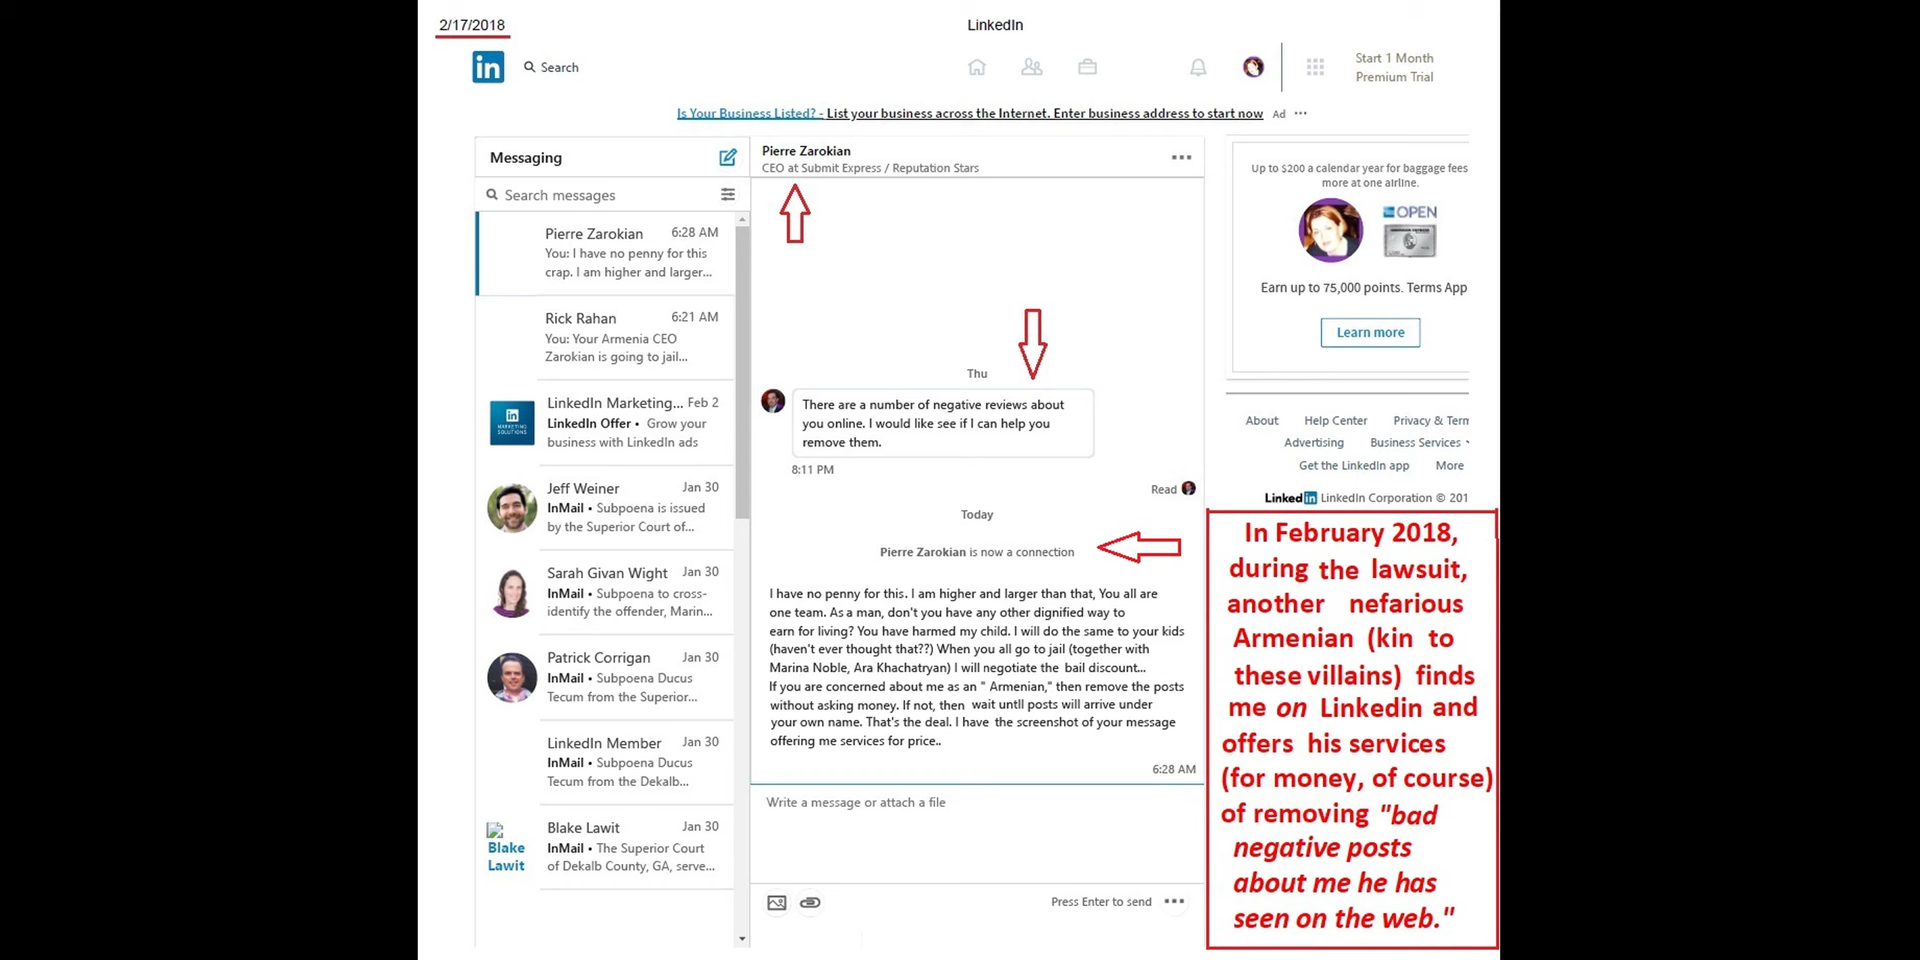 2/17/2018
LinkedIn
in
Search
Start 1 Month
Premium Trial
Is Your Business Listed? - List your business across the Internet. Enter business address to start now Ad ...
Messaging
Search messages
Pierre Zarokian 6:28 AM
You: I have no penny for this
crap. I am higher and larger...
Rick Rahan 6:21 AM
You: Your Armenia CEO
Zarokian is going to jail...
LinkedIn Marketing... Feb 2
LinkedIn Offer • Grow your
business with LinkedIn ads
in
MARKETING
SOLUTIONS
Jeff Weiner Jan 30
InMail • Subpoena is issued
by the Superior Court of...
Sarah Givan Wight Jan 30
InMail • Subpoena to cross-
identify the offender, Marin...
Patrick Corrigan Jan 30
InMail • Subpoena Ducus
Tecum from the Superior...
LinkedIn Member Jan 30
InMail • Subpoena Ducus
Tecum from the Dekalb...
Blake Lawit Jan 30
InMail • The Superior Court
of Dekalb County, GA, serve...
Blake
Lawit
Pierre Zarokian
CEO at Submit Express / Reputation Stars
Thu
There are a number of negative reviews about
you online. I would like see if I can help you
remove them.
8:11 PM
Read
Today
Pierre Zarokian is now a connection
I have no penny for this. I am higher and larger than that, You all are
one team. As a man, don't you have any other dignified way to
earn for living? You have harmed my child. I will do the same to your kids
(haven't ever thought that??) When you all go to jail (together with
Marina Noble, Ara Khachatryan) I will negotiate the bail discount...
If you are concerned about me as an " Armenian," then remove the posts
without asking money. If not, then wait until posts will arrive under
your own name. That's the deal. I have the screenshot of your message
offering me services for price..
6:28 AM
Write a message or attach a file
Press Enter to send ...
Up to $200 a calendar year for baggage fees
more at one airline.
OPEN
Earn up to 75,000 points. Terms App
Learn more
About Help Center Privacy & Term
Advertising Business Services
Get the LinkedIn app More
Linkedin LinkedIn Corporation © 201
In February 2018,
during the lawsuit,
another nefarious
Armenian (kin to
these villains) finds
me on Linkedin and
offers his services
(for money, of course)
of removing "bad
negative posts
about me he has
seen on the web."